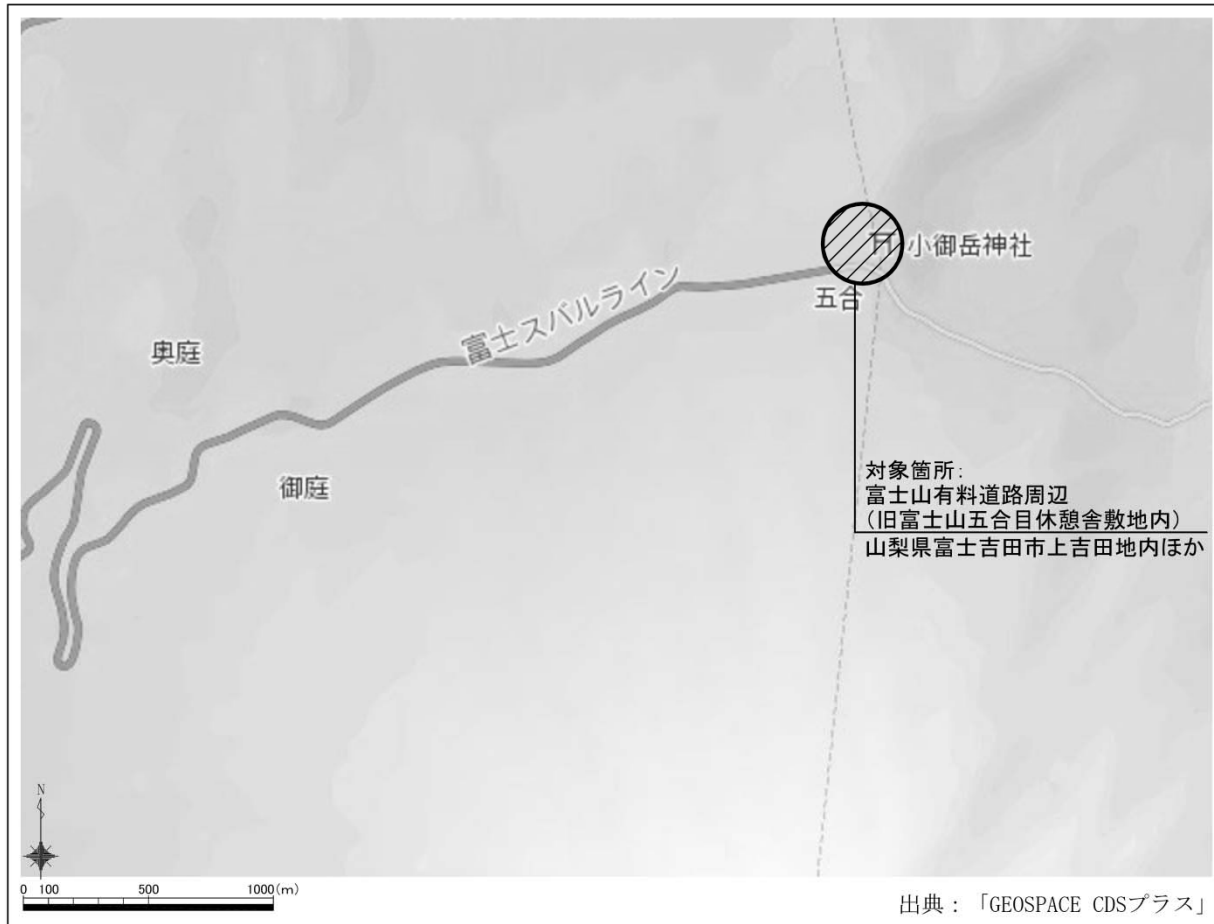 小御岳神社
五合
富士スバルライン
奥庭
御庭
対象箇所:
富士山有料道路周辺
(旧富士山五合目休憩舎敷地内)
山梨県富士吉田市上吉田地内ほか
N
0 100 500 1000(m)
出典：「GEOSPACE CDSプラス」